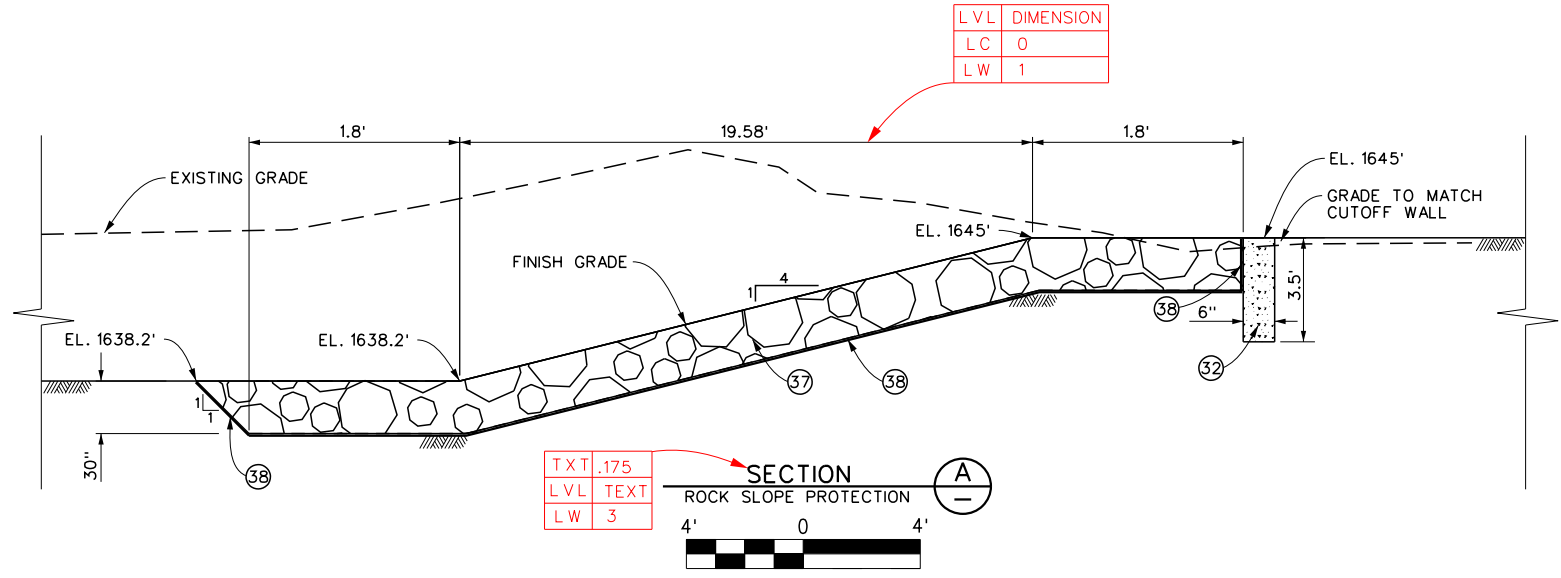 LVL DIMENSION
LC 0
LW 1
1.8'
19.58'
1.8'
EXISTING GRADE
EL. 1645'
GRADE TO MATCH
CUTOFF WALL
EL. 1645'
FINISH GRADE
1
4
38
6"
3.5'
EL. 1638.2'
EL. 1638.2'
32
37
38
1
1
30"
38
TXT .175
LVL TEXT
LW 3
SECTION
ROCK SLOPE PROTECTION
A
–
4' 0 4'